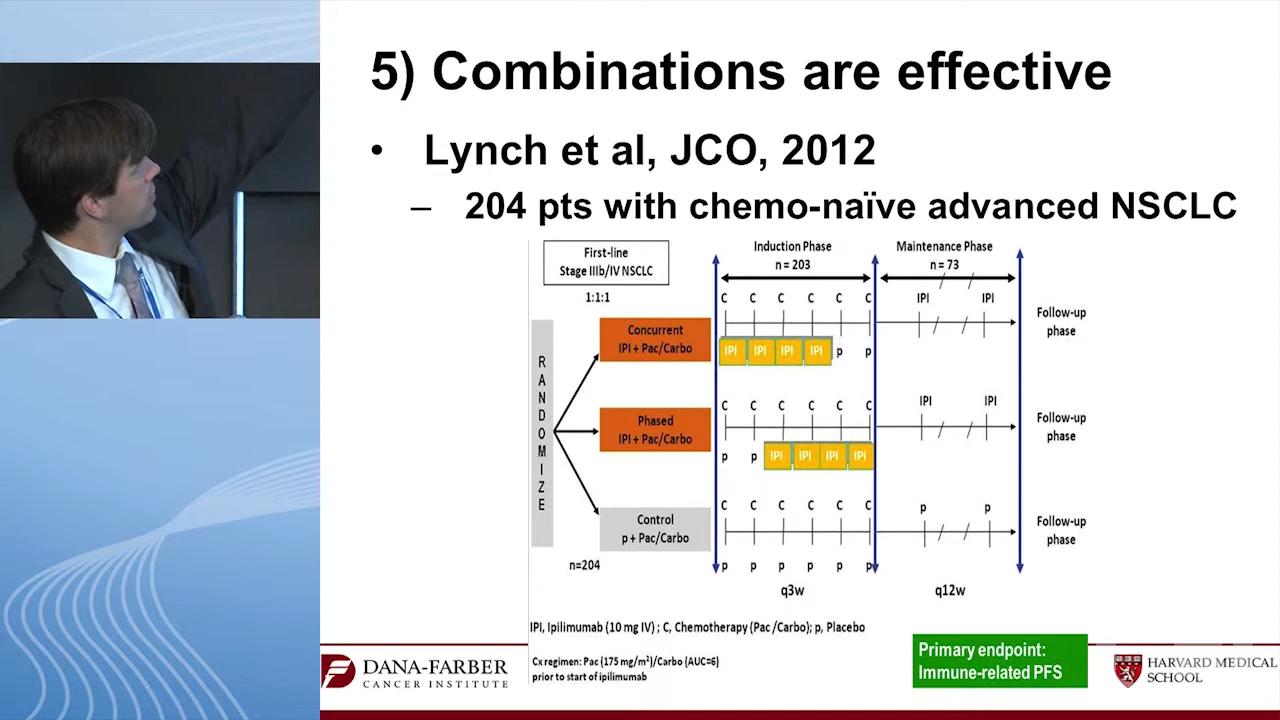 5) Combinations are effective
• Lynch et al, JCO, 2012
– 204 pts with chemo-naïve advanced NSCLC
First-line
Stage IIIb/IV NSCLC
1:1:1
Induction Phase
n = 203
Maintenance Phase
n = 73
RANDOMIZE
Concurrent
IPI + Pac/Carbo
C C C C C C
IPI IPI IPI IPI p p
IPI IPI
Follow-up
phase
Phased
IPI + Pac/Carbo
C C C C C C
p p IPI IPI IPI IPI
IPI IPI
Follow-up
phase
Control
p + Pac/Carbo
C C C C C C
p p p p p p
p p
Follow-up
phase
n=204
q3w
q12w
IPI, Ipilimumab (10 mg IV) ; C, Chemotherapy (Pac /Carbo); p, Placebo
Cx regimen: Pac (175 mg/m²)/Carbo (AUC=6)
prior to start of ipilimumab
Primary endpoint:
Immune-related PFS
DANA-FARBER
CANCER INSTITUTE
HARVARD MEDICAL
SCHOOL